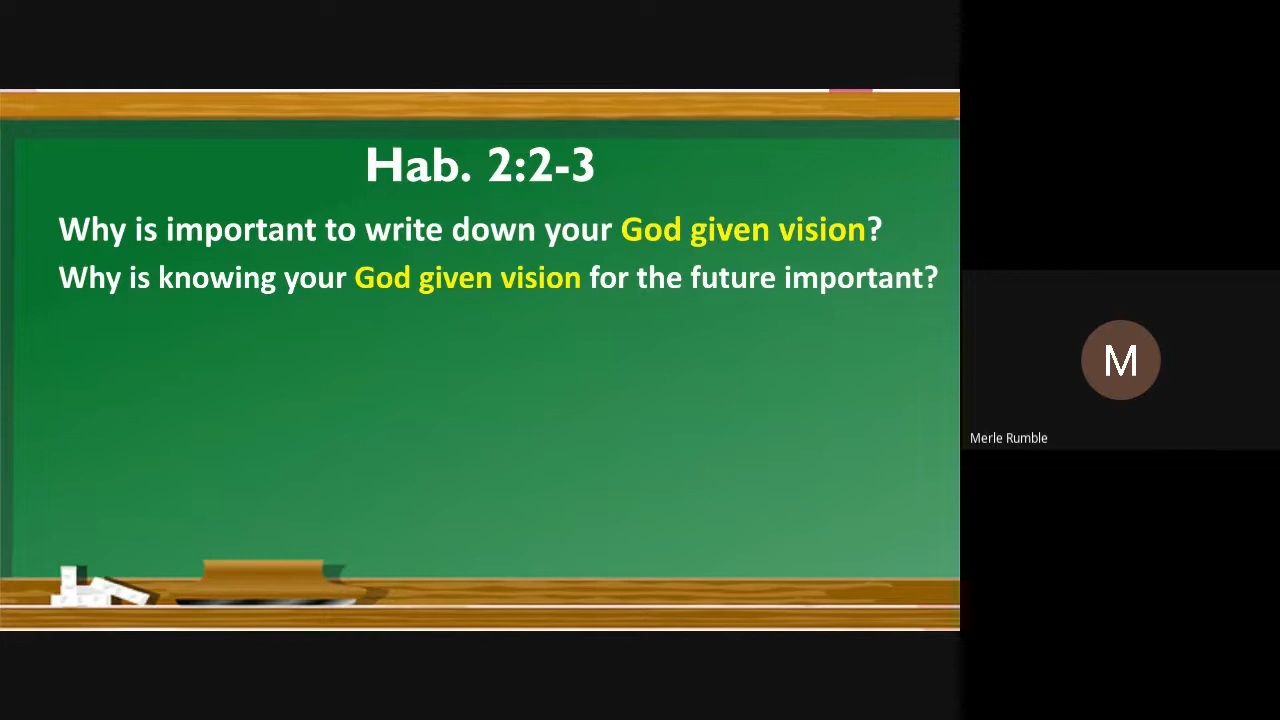 Hab. 2:2-3
Why is important to write down your God given vision?
Why is knowing your God given vision for the future important?
M
Merle Rumble